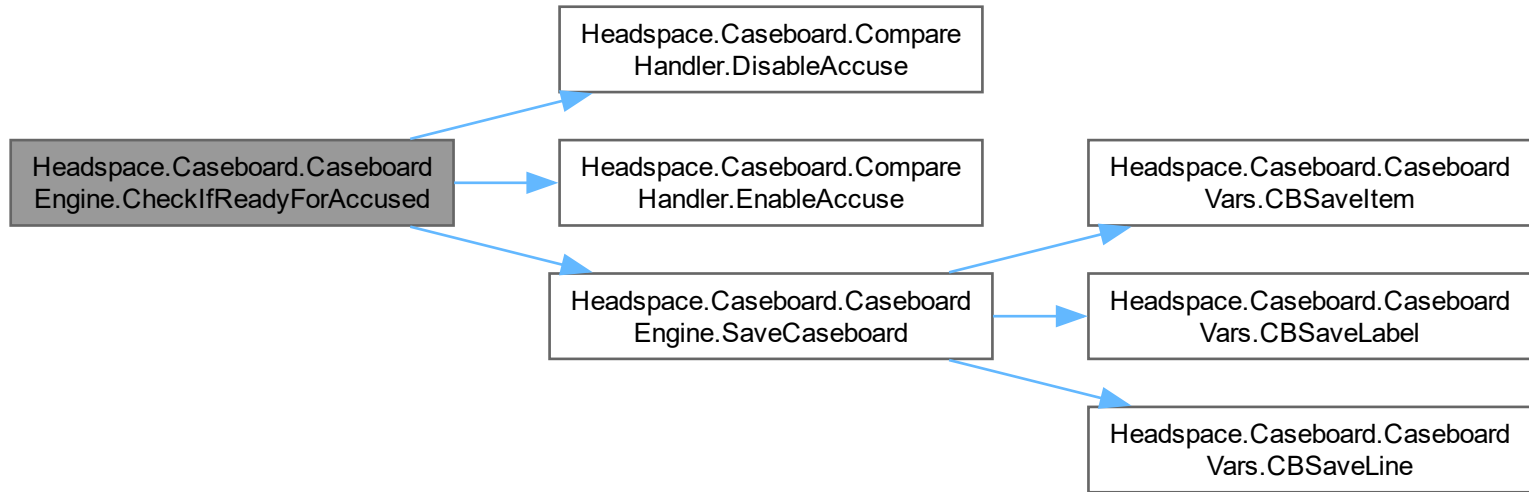 Headspace.Caseboard.Caseboard
Engine.CheckIfReadyForAccused
Headspace.Caseboard.Compare
Handler.DisableAccuse
Headspace.Caseboard.Compare
Handler.EnableAccuse
Headspace.Caseboard.Caseboard
Engine.SaveCaseboard
Headspace.Caseboard.Caseboard
Vars.CBSaveItem
Headspace.Caseboard.Caseboard
Vars.CBSaveLabel
Headspace.Caseboard.Caseboard
Vars.CBSaveLine